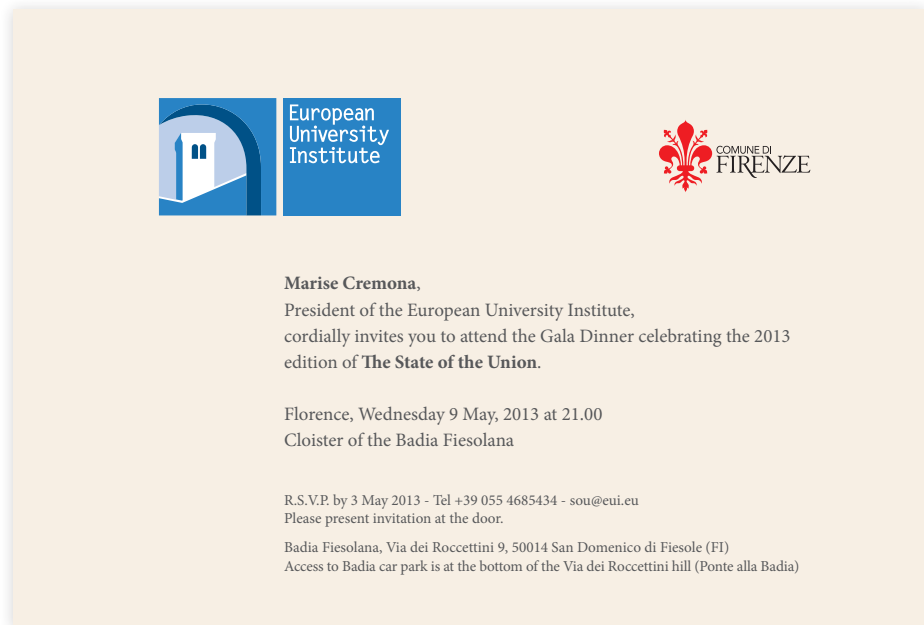 European
University
Institute
COMUNE DI
FIRENZE
Marise Cremona,
President of the European University Institute,
cordially invites you to attend the Gala Dinner celebrating the 2013
edition of The State of the Union.
Florence, Wednesday 9 May, 2013 at 21.00
Cloister of the Badia Fiesolana
R.S.V.P. by 3 May 2013 - Tel +39 055 4685434 - sou@eui.eu
Please present invitation at the door.
Badia Fiesolana, Via dei Roccettini 9, 50014 San Domenico di Fiesole (FI)
Access to Badia car park is at the bottom of the Via dei Roccettini hill (Ponte alla Badia)